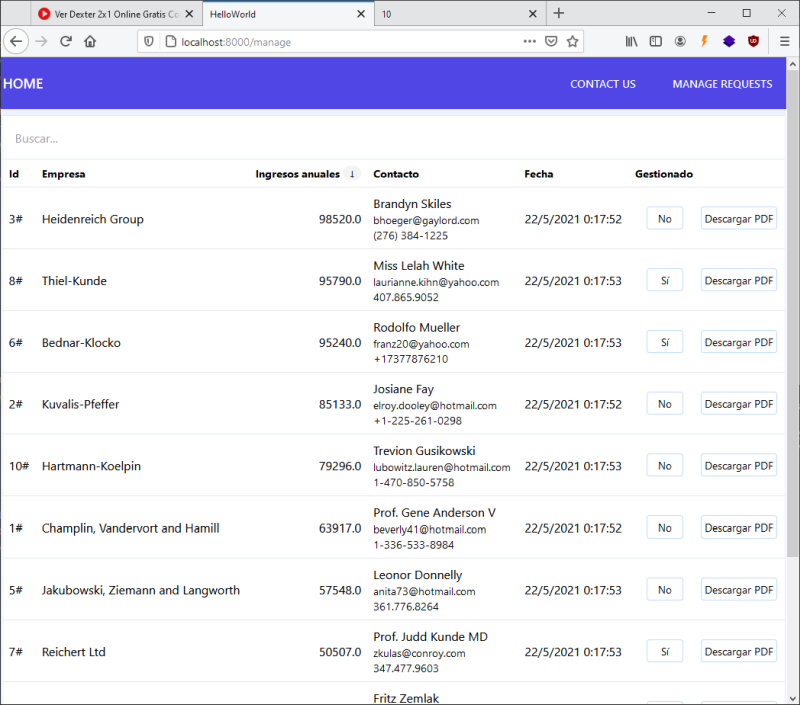 Ver Dexter 2x1 Online Gratis Co
HelloWorld
10
localhost:8000/manage
HOME
CONTACT US
MANAGE REQUESTS
Buscar...
Id Empresa Ingresos anuales ↓ Contacto Fecha Gestionado
Brandyn Skiles
3# Heidenreich Group 98520.0 bhoeger@gaylord.com 22/5/2021 0:17:52 No Descargar PDF
(276) 384-1225
Miss Lelah White
8# Thiel-Kunde 95790.0 laurianne.kihn@yahoo.com 22/5/2021 0:17:53 Sí Descargar PDF
407.865.9052
Rodolfo Mueller
6# Bednar-Klocko 95240.0 franz20@yahoo.com 22/5/2021 0:17:53 Sí Descargar PDF
+17377876210
Josiane Fay
2# Kuvalis-Pfeffer 85133.0 elroy.dooley@hotmail.com 22/5/2021 0:17:52 No Descargar PDF
+1-225-261-0298
Trevion Gusikowski
10# Hartmann-Koelpin 79296.0 lubowitz.lauren@hotmail.com 22/5/2021 0:17:53 No Descargar PDF
1-470-850-5758
Prof. Gene Anderson V
1# Champlin, Vandervort and Hamill 63917.0 beverly41@hotmail.com 22/5/2021 0:17:52 No Descargar PDF
1-336-533-8984
Leonor Donnelly
5# Jakubowski, Ziemann and Langworth 57548.0 anita73@hotmail.com 22/5/2021 0:17:53 No Descargar PDF
361.776.8264
Prof. Judd Kunde MD
7# Reichert Ltd 50507.0 zkulas@conroy.com 22/5/2021 0:17:53 Sí Descargar PDF
347.477.9603
Fritz Zemlak